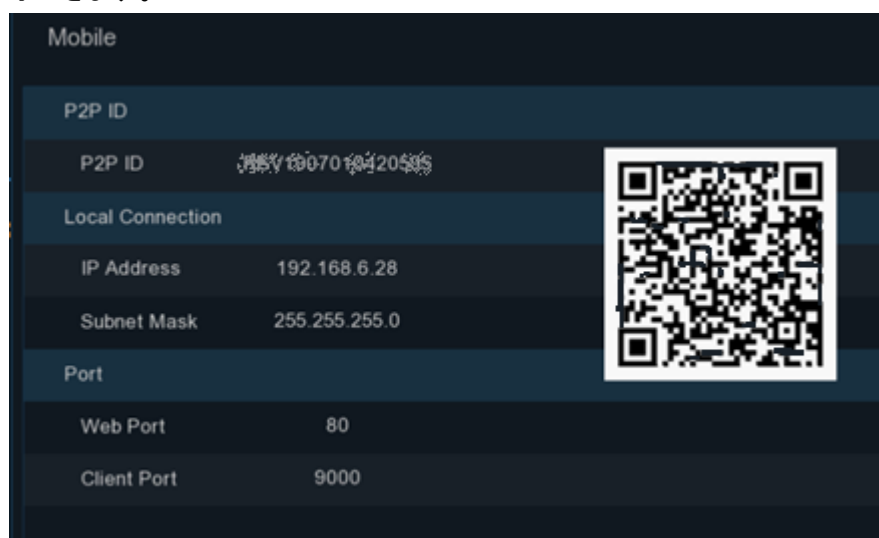 Mobile
P2P ID
P2P ID
Local Connection
IP Address 192.168.6.28
Subnet Mask 255.255.255.0
Port
Web Port 80
Client Port 9000